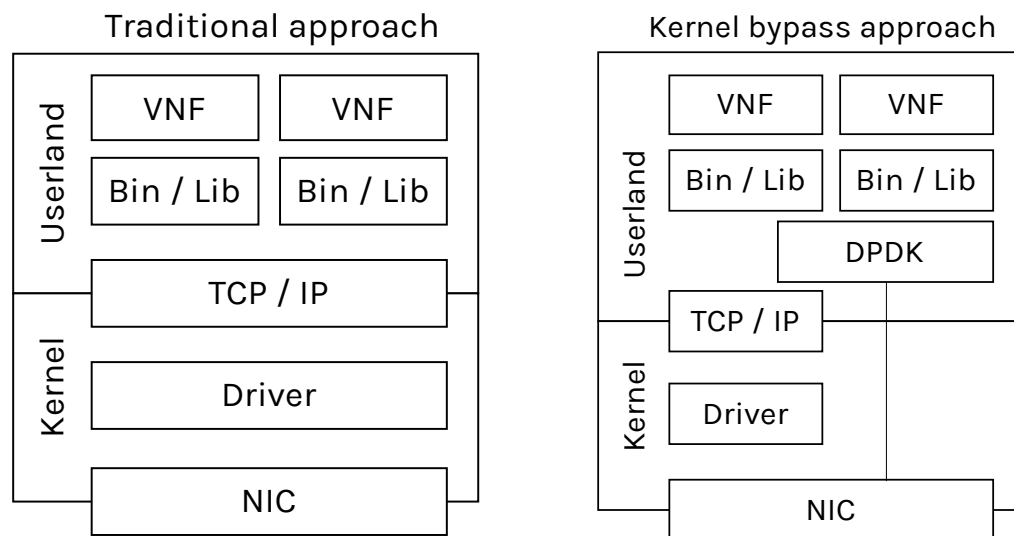 Traditional approach
Userland
VNF
VNF
Bin / Lib
Bin / Lib
TCP / IP
Kernel
Driver
NIC
Kernel bypass approach
Userland
VNF
VNF
Bin / Lib
Bin / Lib
DPDK
TCP / IP
Kernel
Driver
NIC